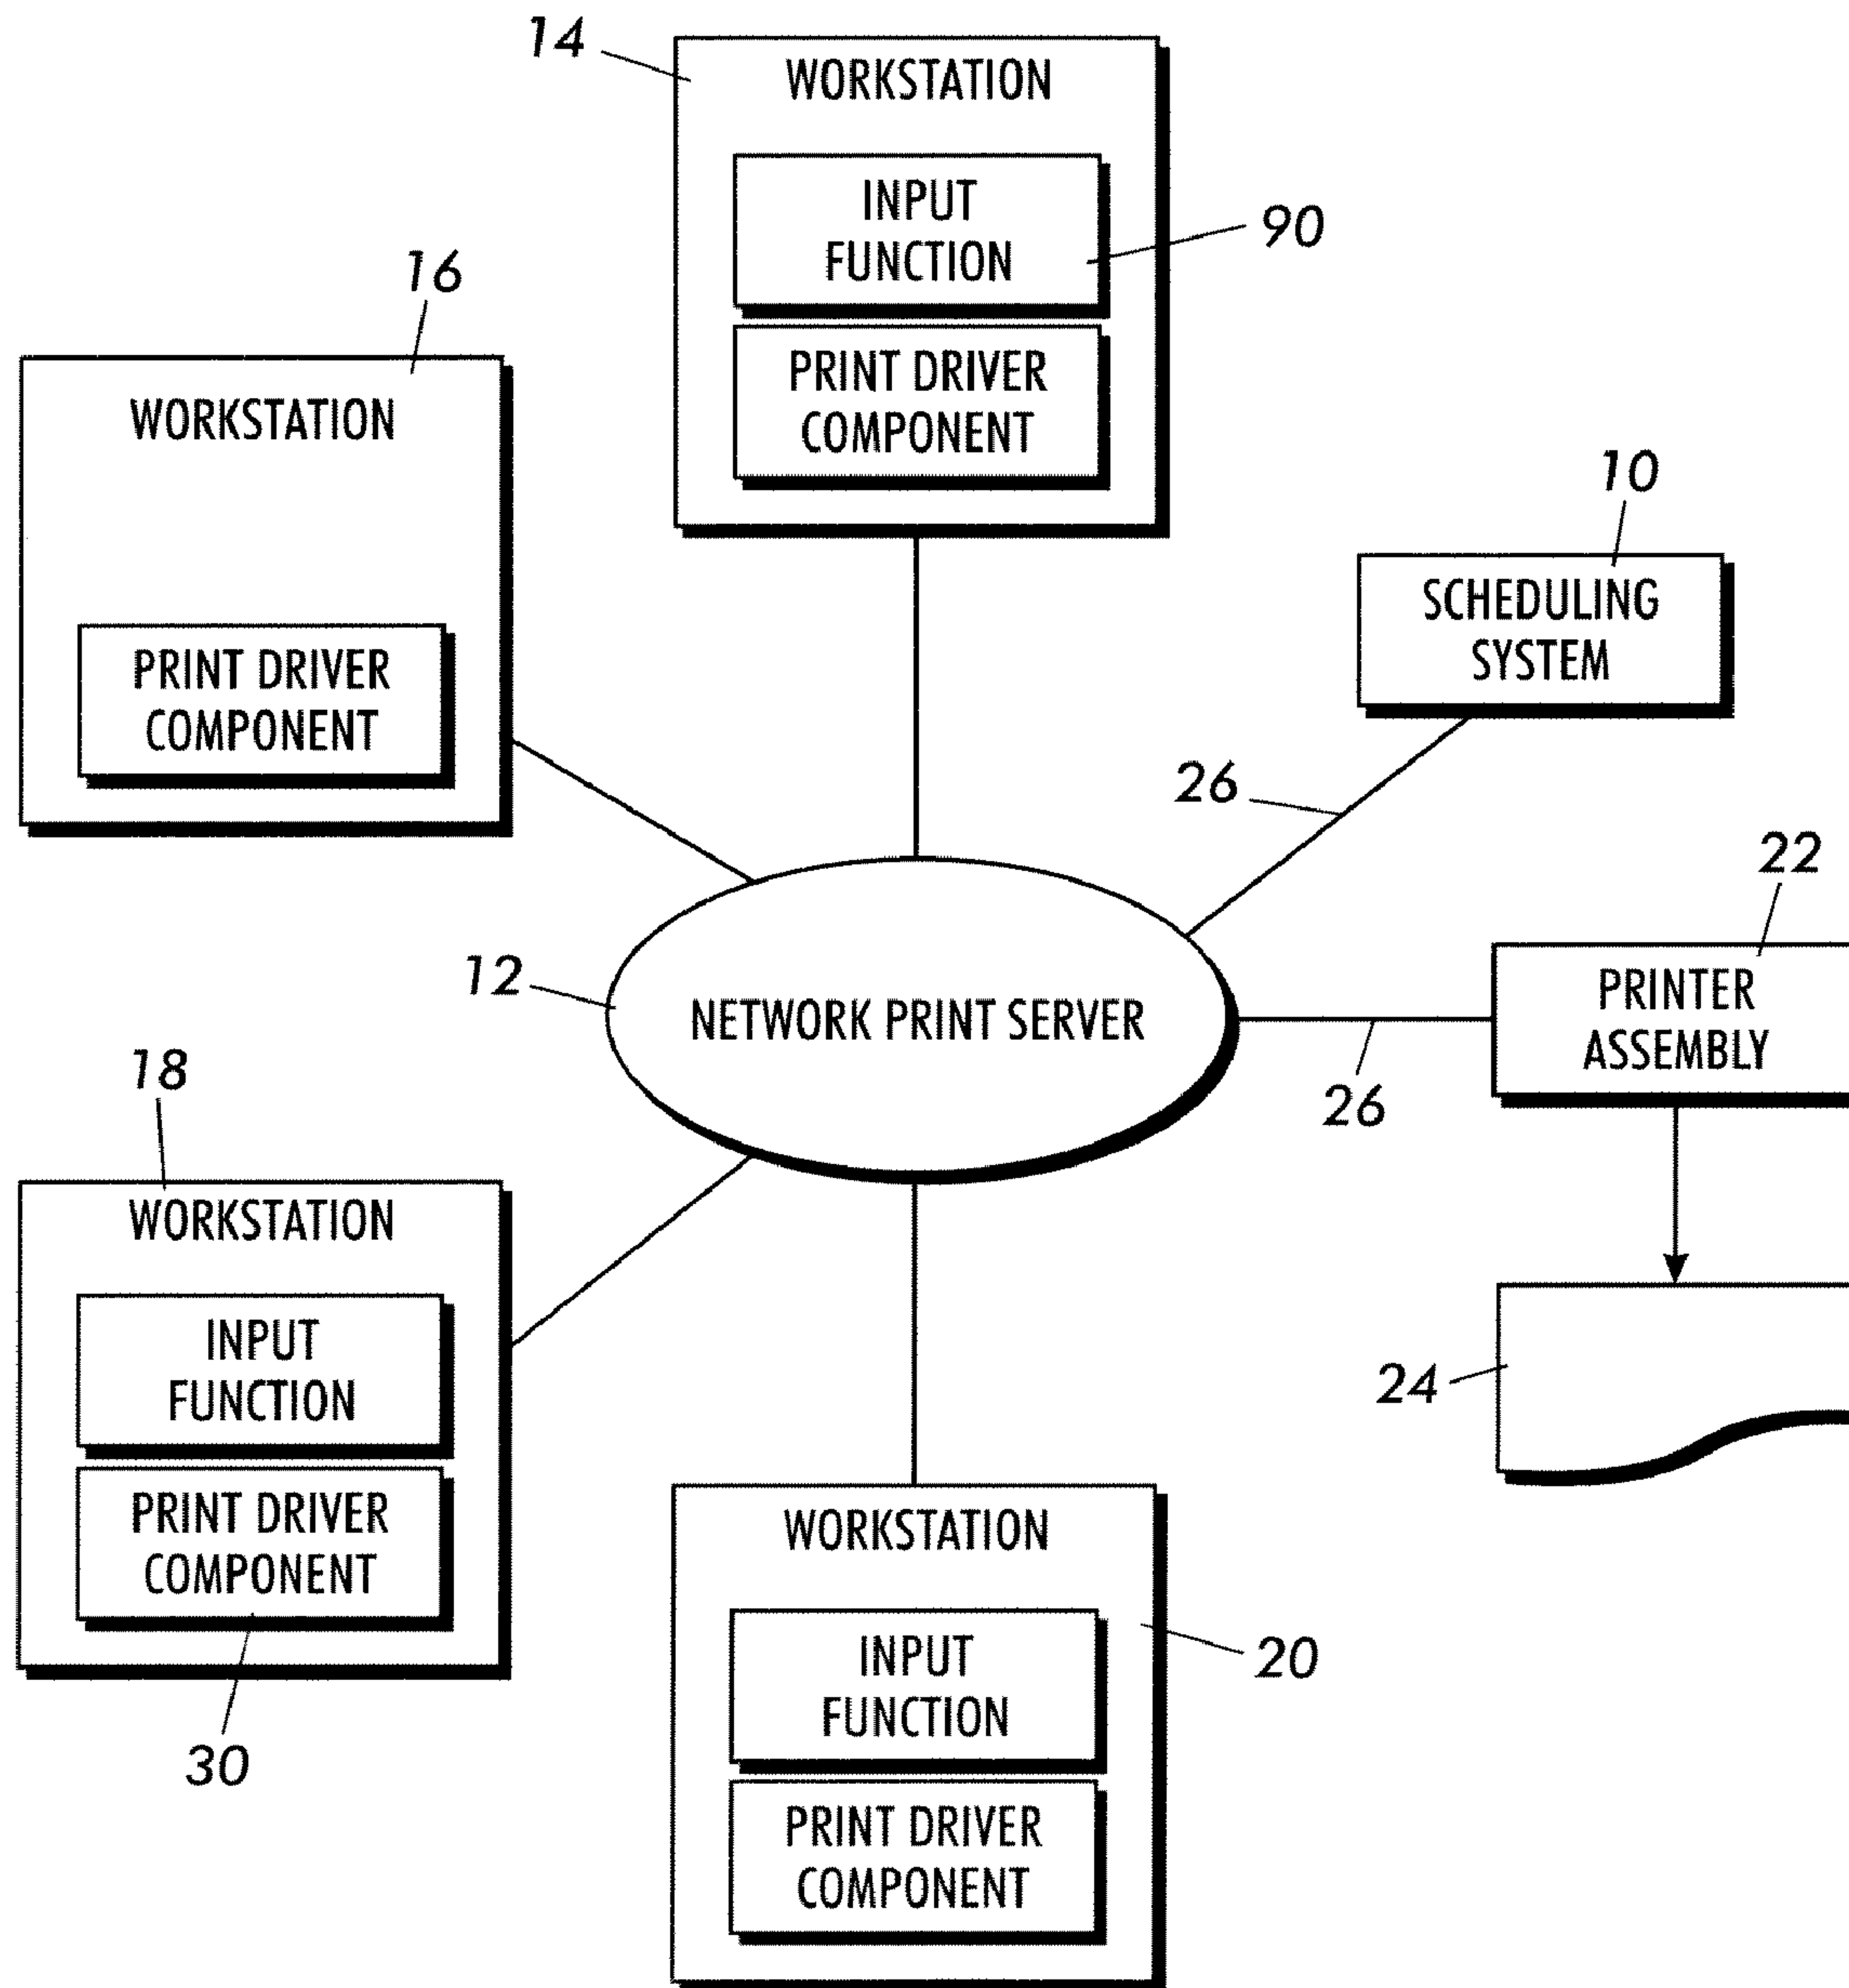 14
WORKSTATION
INPUT
FUNCTION
90
PRINT DRIVER
COMPONENT
16
WORKSTATION
PRINT DRIVER
COMPONENT
10
SCHEDULING
SYSTEM
26
22
PRINTER
ASSEMBLY
12
NETWORK PRINT SERVER
26
18
WORKSTATION
INPUT
FUNCTION
PRINT DRIVER
COMPONENT
30
24
WORKSTATION
INPUT
FUNCTION
20
PRINT DRIVER
COMPONENT